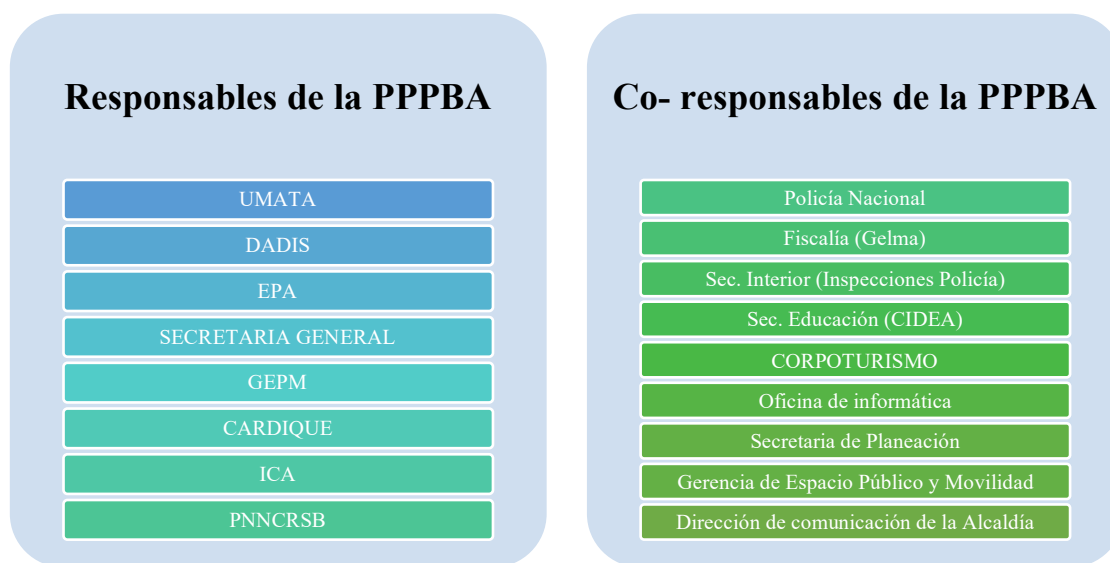 Responsables de la PPPBA
UMATA
DADIS
EPA
SECRETARIA GENERAL
GEPM
CARDIQUE
ICA
PNNCRSB
Co- responsables de la PPPBA
Policía Nacional
Fiscalía (Gelma)
Sec. Interior (Inspecciones Policía)
Sec. Educación (CIDEA)
CORPOTURISMO
Oficina de informática
Secretaria de Planeación
Gerencia de Espacio Público y Movilidad
Dirección de comunicación de la Alcaldía